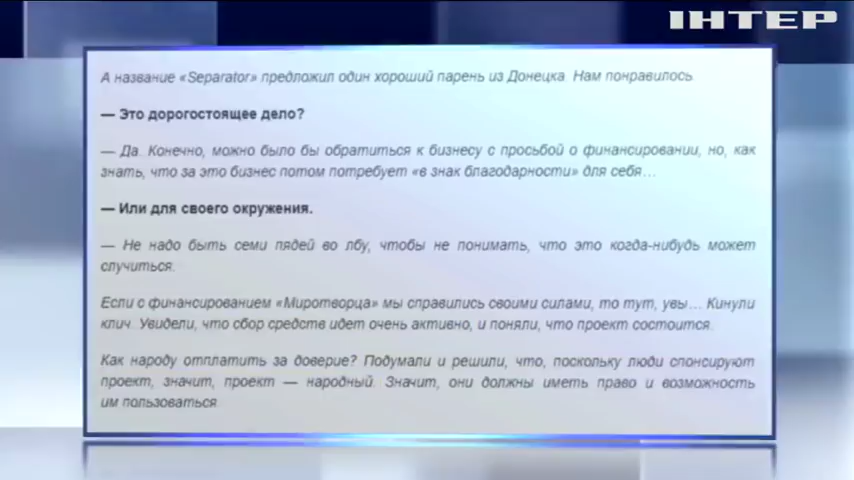 ІНТЕР
А название «Separator» предложил один хороший парень из Донецка. Нам понравилось.
— Это дорогостоящее дело?
— Да. Конечно, можно было бы обратиться к бизнесу с просьбой о финансировании, но, как
знать, что за это бизнес потом потребует «в знак благодарности» для себя…
— Или для своего окружения.
— Не надо быть семи пядей во лбу, чтобы не понимать, что это когда-нибудь может
случиться.
Если с финансированием «Миротворца» мы справились своими силами, то тут, увы… Кинули
клич. Увидели, что сбор средств идет очень активно, и поняли, что проект состоится.
Как народу отплатить за доверие? Подумали и решили, что, поскольку люди спонсируют
проект, значит, проект — народный. Значит, они должны иметь право и возможность
им пользоваться.